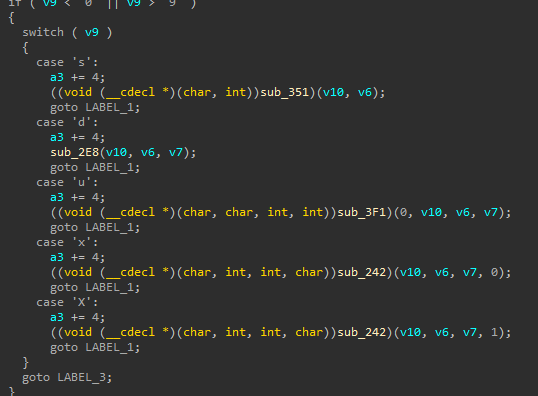 if ( v9 < '0' || v9 > '9' )
{
switch ( v9 )
{
case 's':
a3 += 4;
((void (__cdecl *)(char, int))sub_351)(v10, v6);
goto LABEL_1;
case 'd':
a3 += 4;
sub_2E8(v10, v6, v7);
goto LABEL_1;
case 'u':
a3 += 4;
((void (__cdecl *)(char, char, int, int))sub_3F1)(0, v10, v6, v7);
goto LABEL_1;
case 'x':
a3 += 4;
((void (__cdecl *)(char, int, int, char))sub_242)(v10, v6, v7, 0);
goto LABEL_1;
case 'X':
a3 += 4;
((void (__cdecl *)(char, int, int, char))sub_242)(v10, v6, v7, 1);
goto LABEL_1;
}
goto LABEL_3;
}